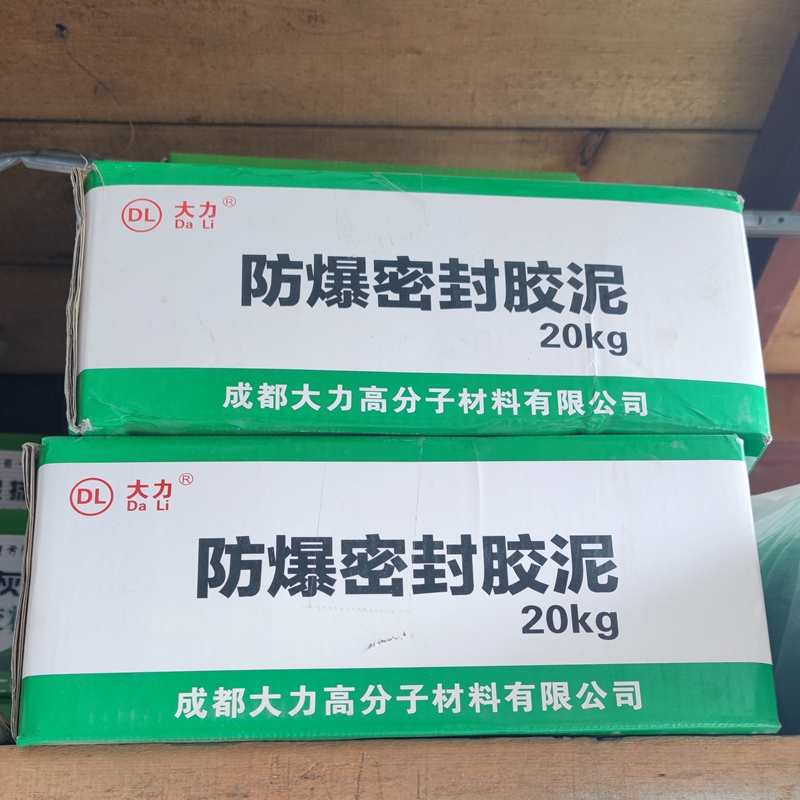 DL 大力®
Da Li
防爆密封胶泥
20kg
成都大力高分子材料有限公司
DL 大力®
Da Li
防爆密封胶泥
20kg
成都大力高分子材料有限公司